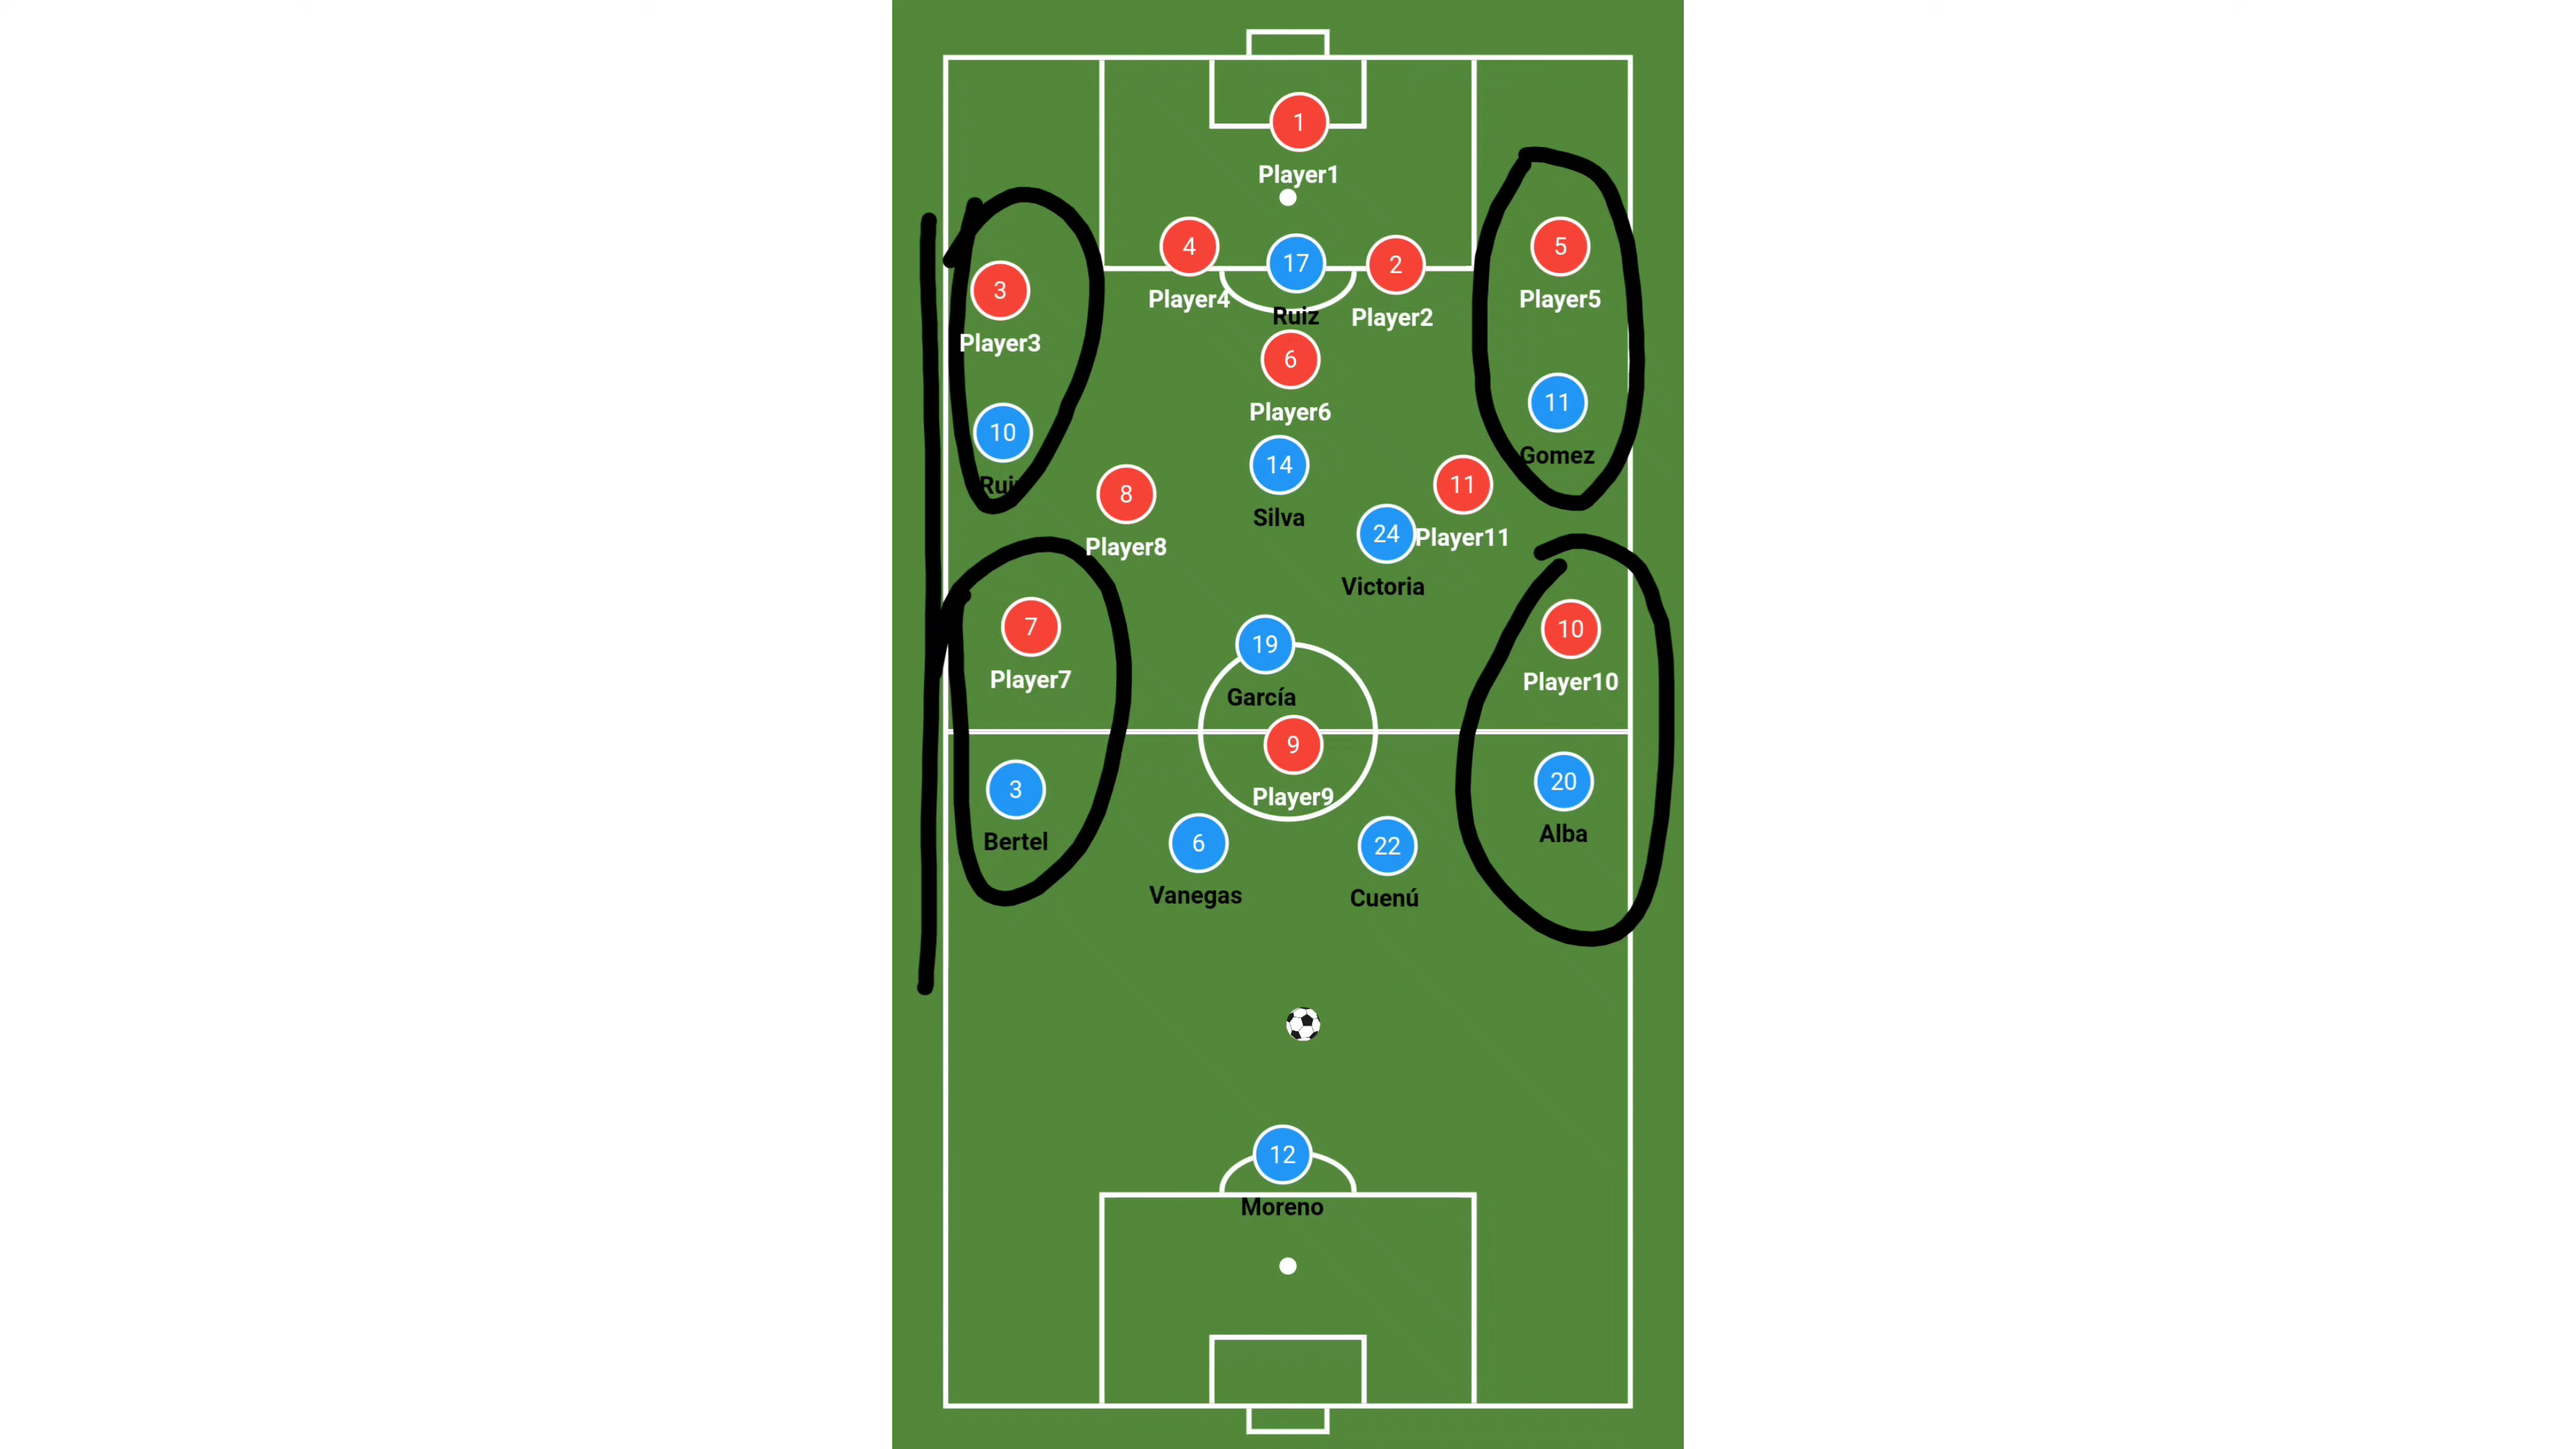 1
Player1
4
Player4
17
Ruiz
2
Player2
5
Player5
3
Player3
6
Player6
11
Gomez
10
14
Silva
8
Player8
11
Player11
24
Victoria
7
Player7
19
García
10
Player10
9
Player9
3
Bertel
20
Alba
6
Vanegas
22
Cuenú
12
Moreno